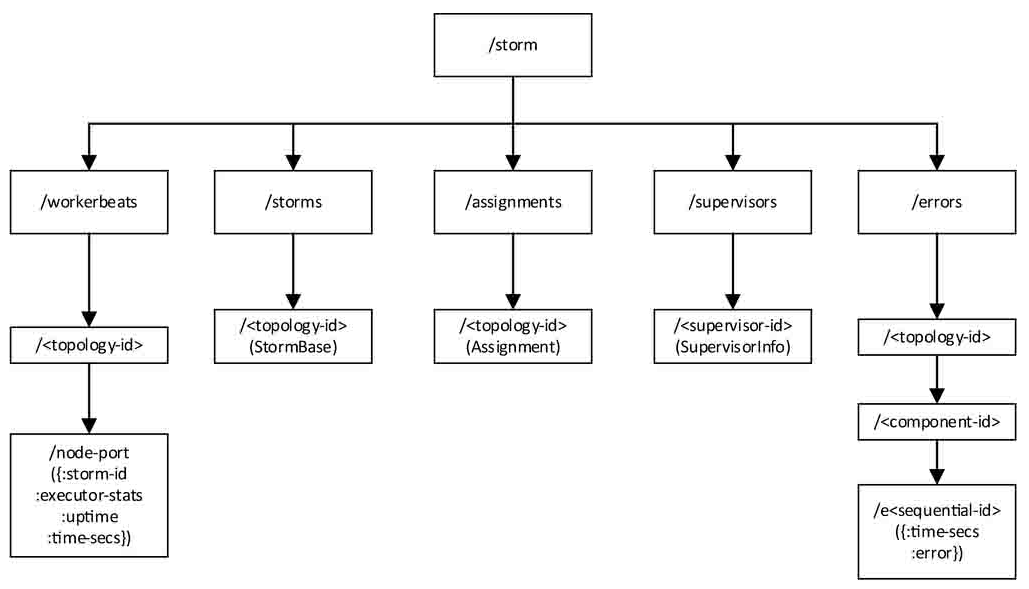 /storm
/workerbeats
/storms
/assignments
/supervisors
/errors
/<topology-id>
/<topology-id>
(StormBase)
/<topology-id>
(Assignment)
/<supervisor-id>
(SupervisorInfo)
/<topology-id>
/<component-id>
/node-port
({:storm-id
:executor-stats
:uptime
:time-secs})
/e<sequential-id>
({:time-secs
:error})